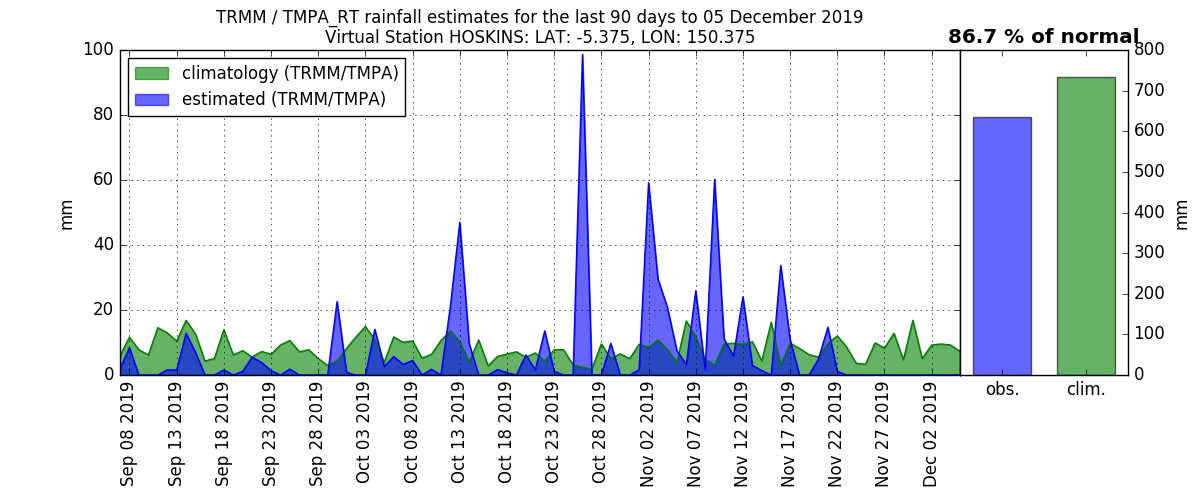 TRMM / TMPA_RT rainfall estimates for the last 90 days to 05 December 2019
Virtual Station HOSKINS: LAT: -5.375, LON: 150.375
86.7 % of normal
climatology (TRMM/TMPA)
estimated (TRMM/TMPA)
mm
100
80
60
40
20
0
Sep 08 2019
Sep 13 2019
Sep 18 2019
Sep 23 2019
Sep 28 2019
Oct 03 2019
Oct 08 2019
Oct 13 2019
Oct 18 2019
Oct 23 2019
Oct 28 2019
Nov 02 2019
Nov 07 2019
Nov 12 2019
Nov 17 2019
Nov 22 2019
Nov 27 2019
Dec 02 2019
800
700
600
500
400
300
200
100
0
mm
obs.
clim.